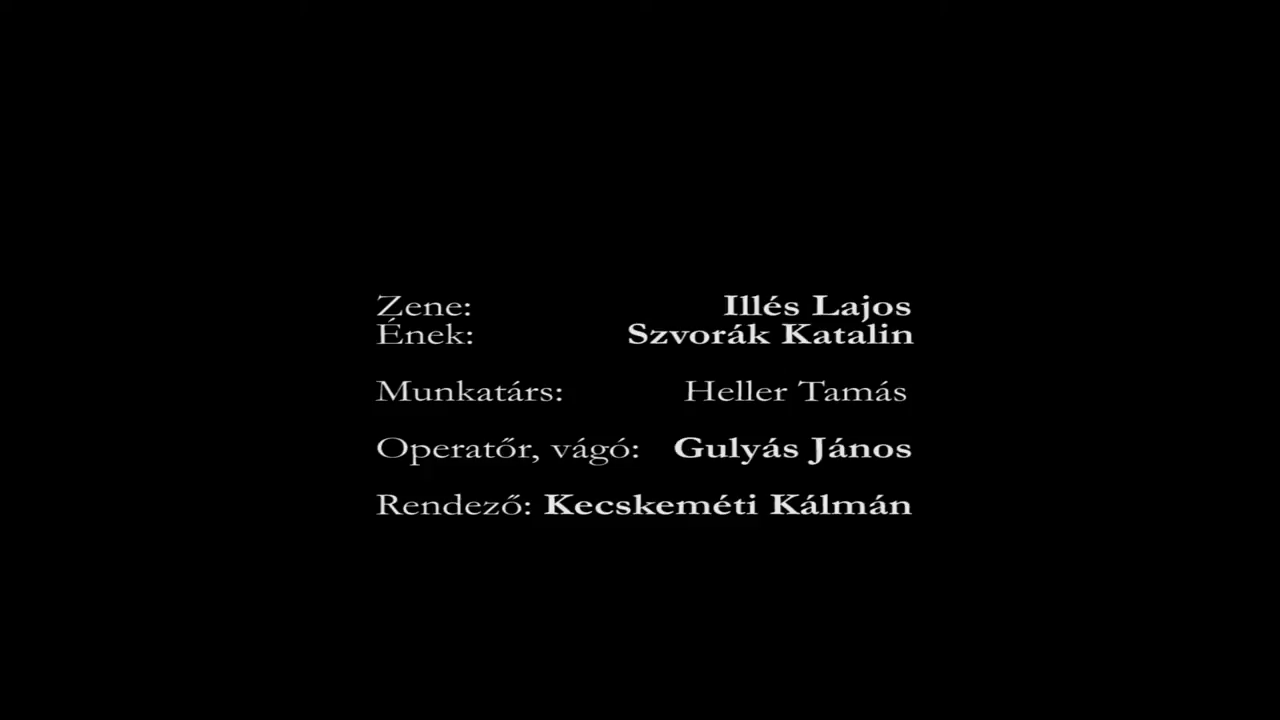 Zene: Illés Lajos
Ének: Szvorák Katalin
Munkatárs: Heller Tamás
Operatőr, vágó: Gulyás János
Rendező: Kecskeméti Kálmán